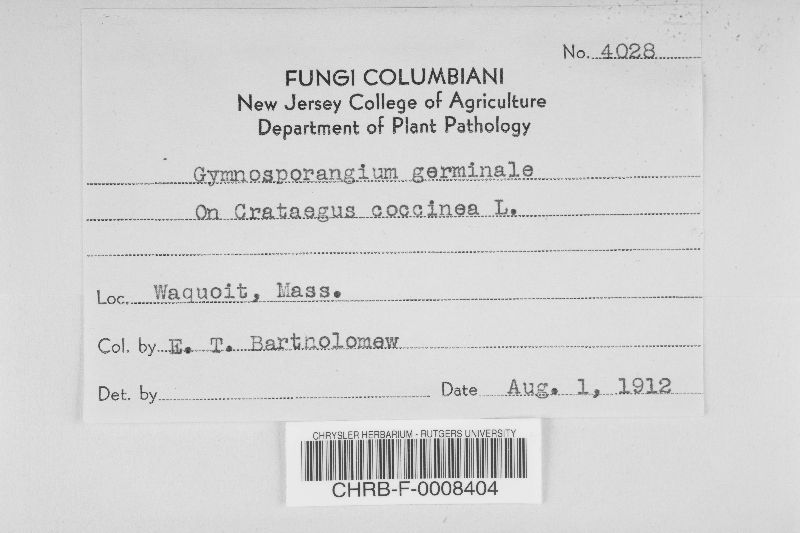 No. 4028
FUNGI COLUMBIANI
New Jersey College of Agriculture
Department of Plant Pathology
Gymnosporangium germinale
On Crataegus coccinea L.
Loc. Waquoit, Mass.
Col. by E. T. Bartholomew
Det. by
Date Aug. 1, 1912
CHRYSLER HERBARIUM - RUTGERS UNIVERSITY
CHRB-F-0008404